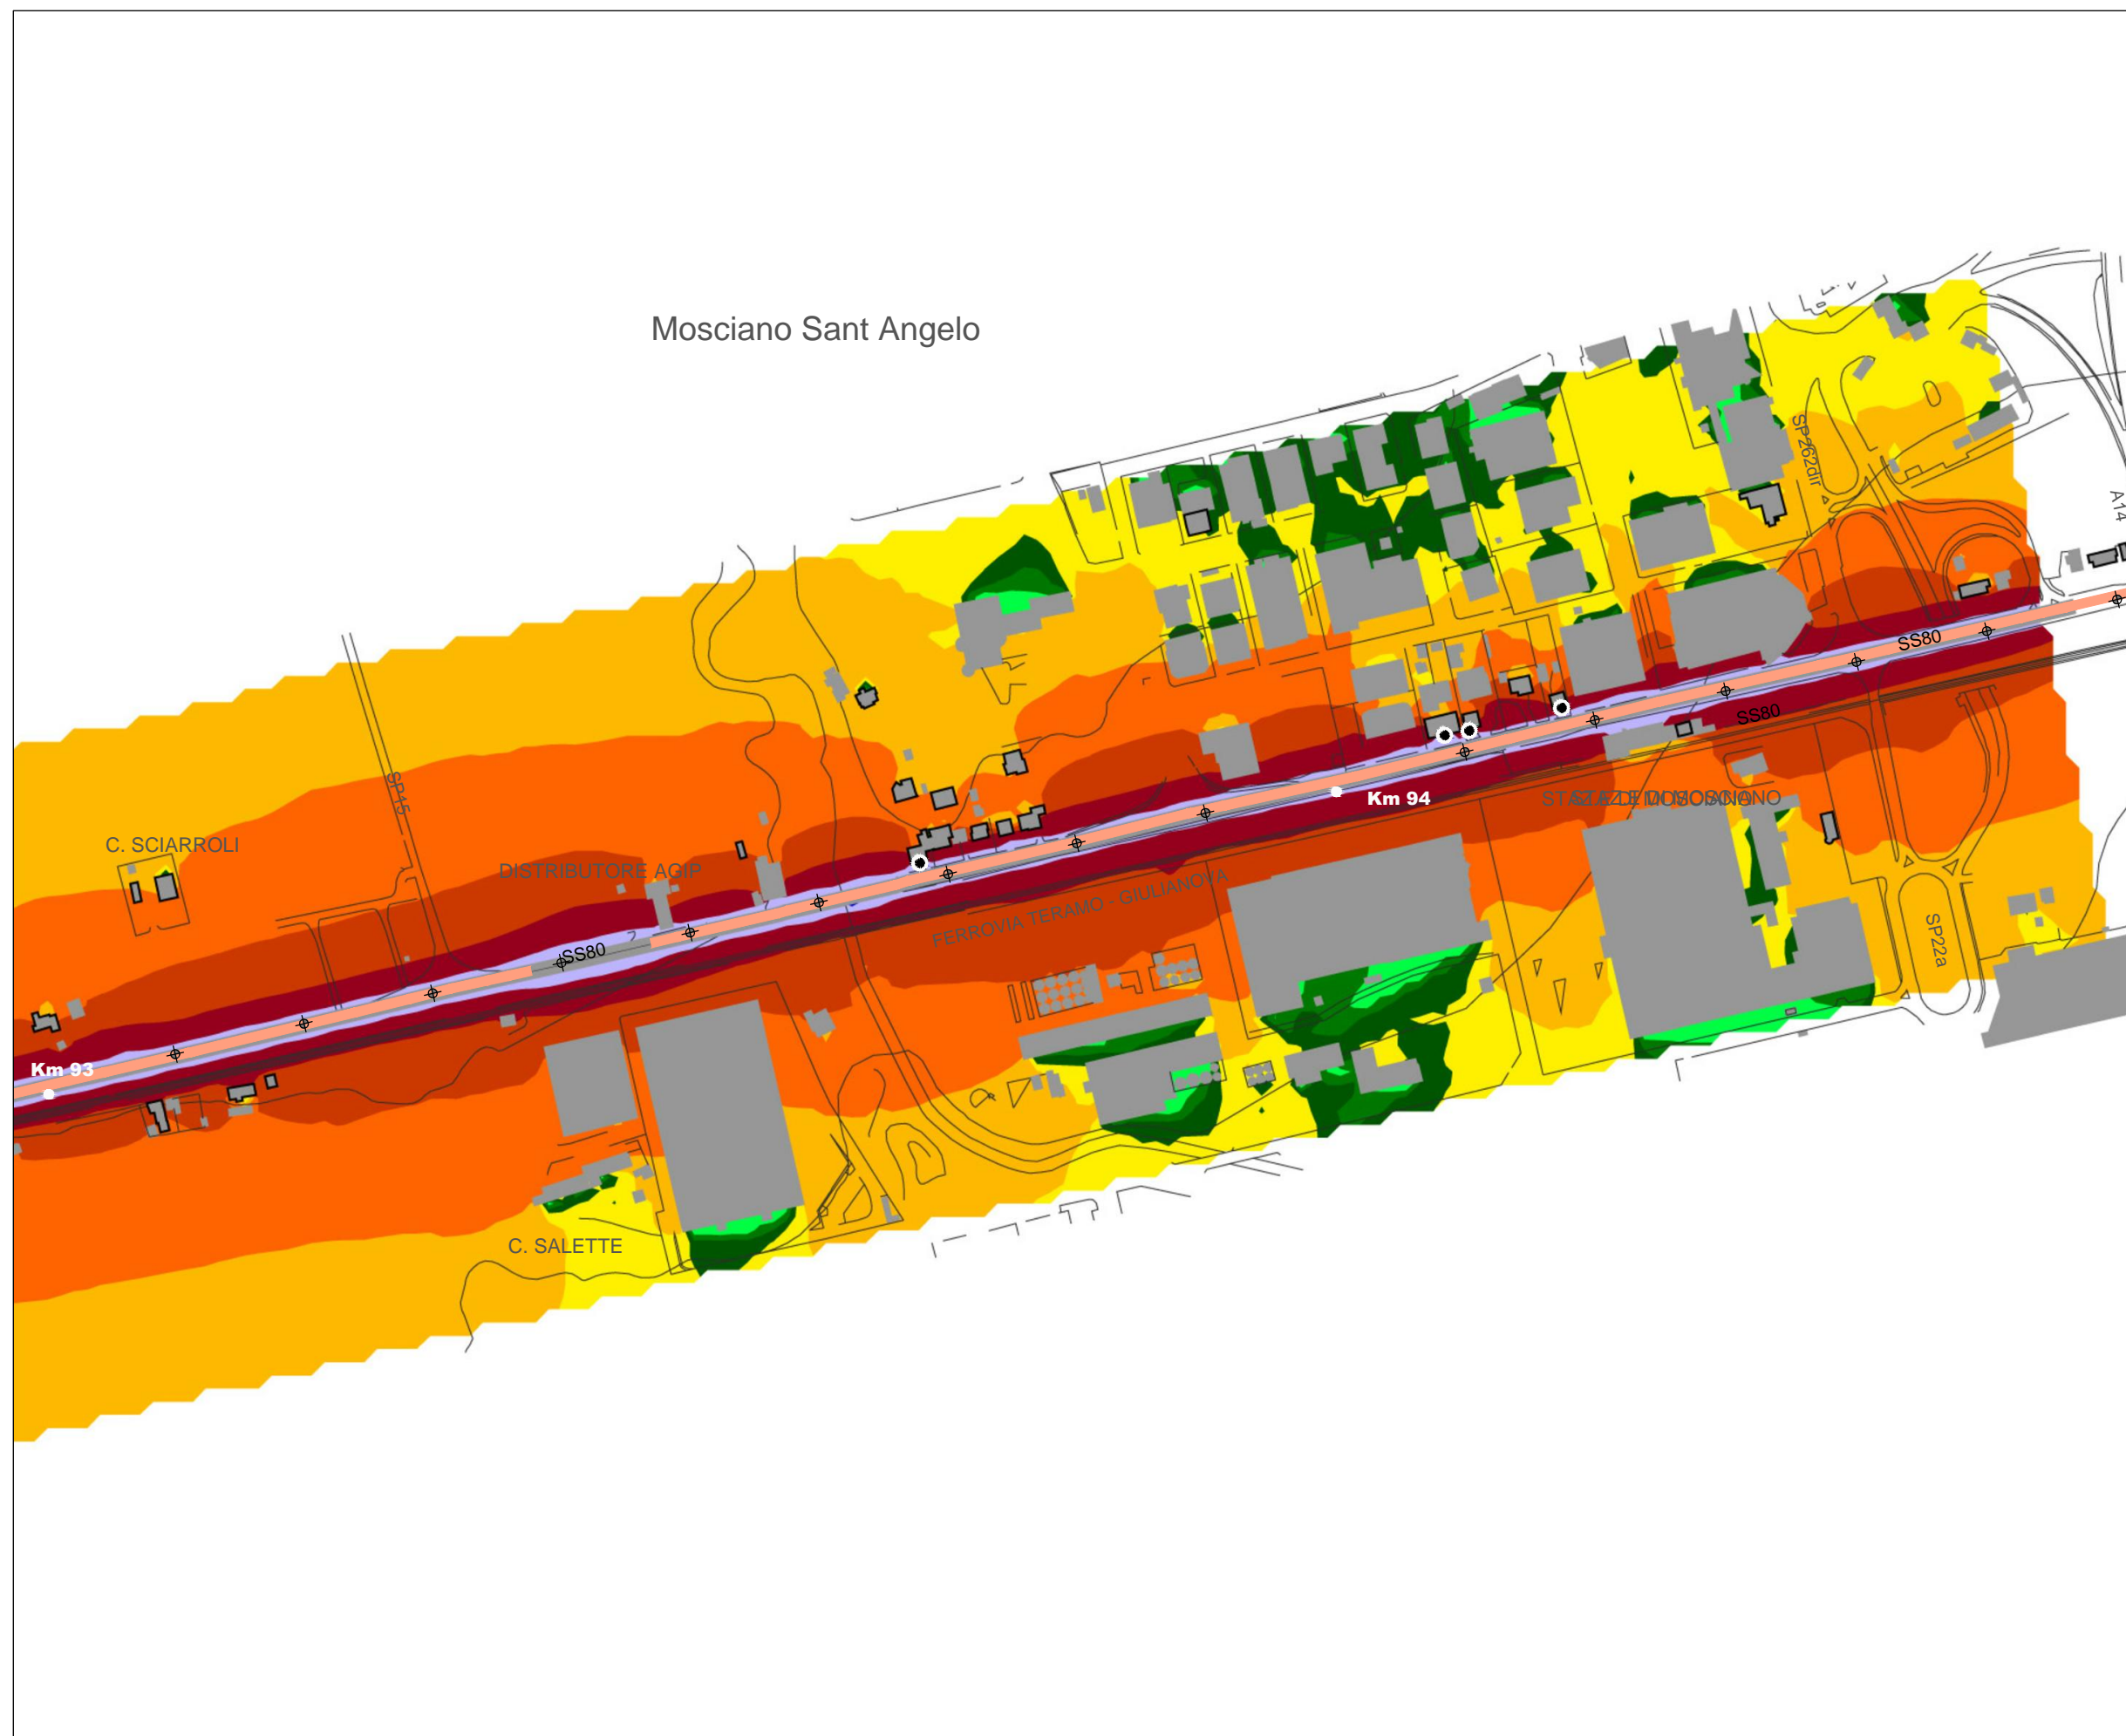 Mosciano Sant Angelo
SP262dir
A14
SS80
SS80
Km 94
SP15
C. SCIARROLI
DISTRIBUTORE AGIP
FERROVIA TERAMO - GIULIANOVA
SP22a
SS80
Km 93
C. SALETTE